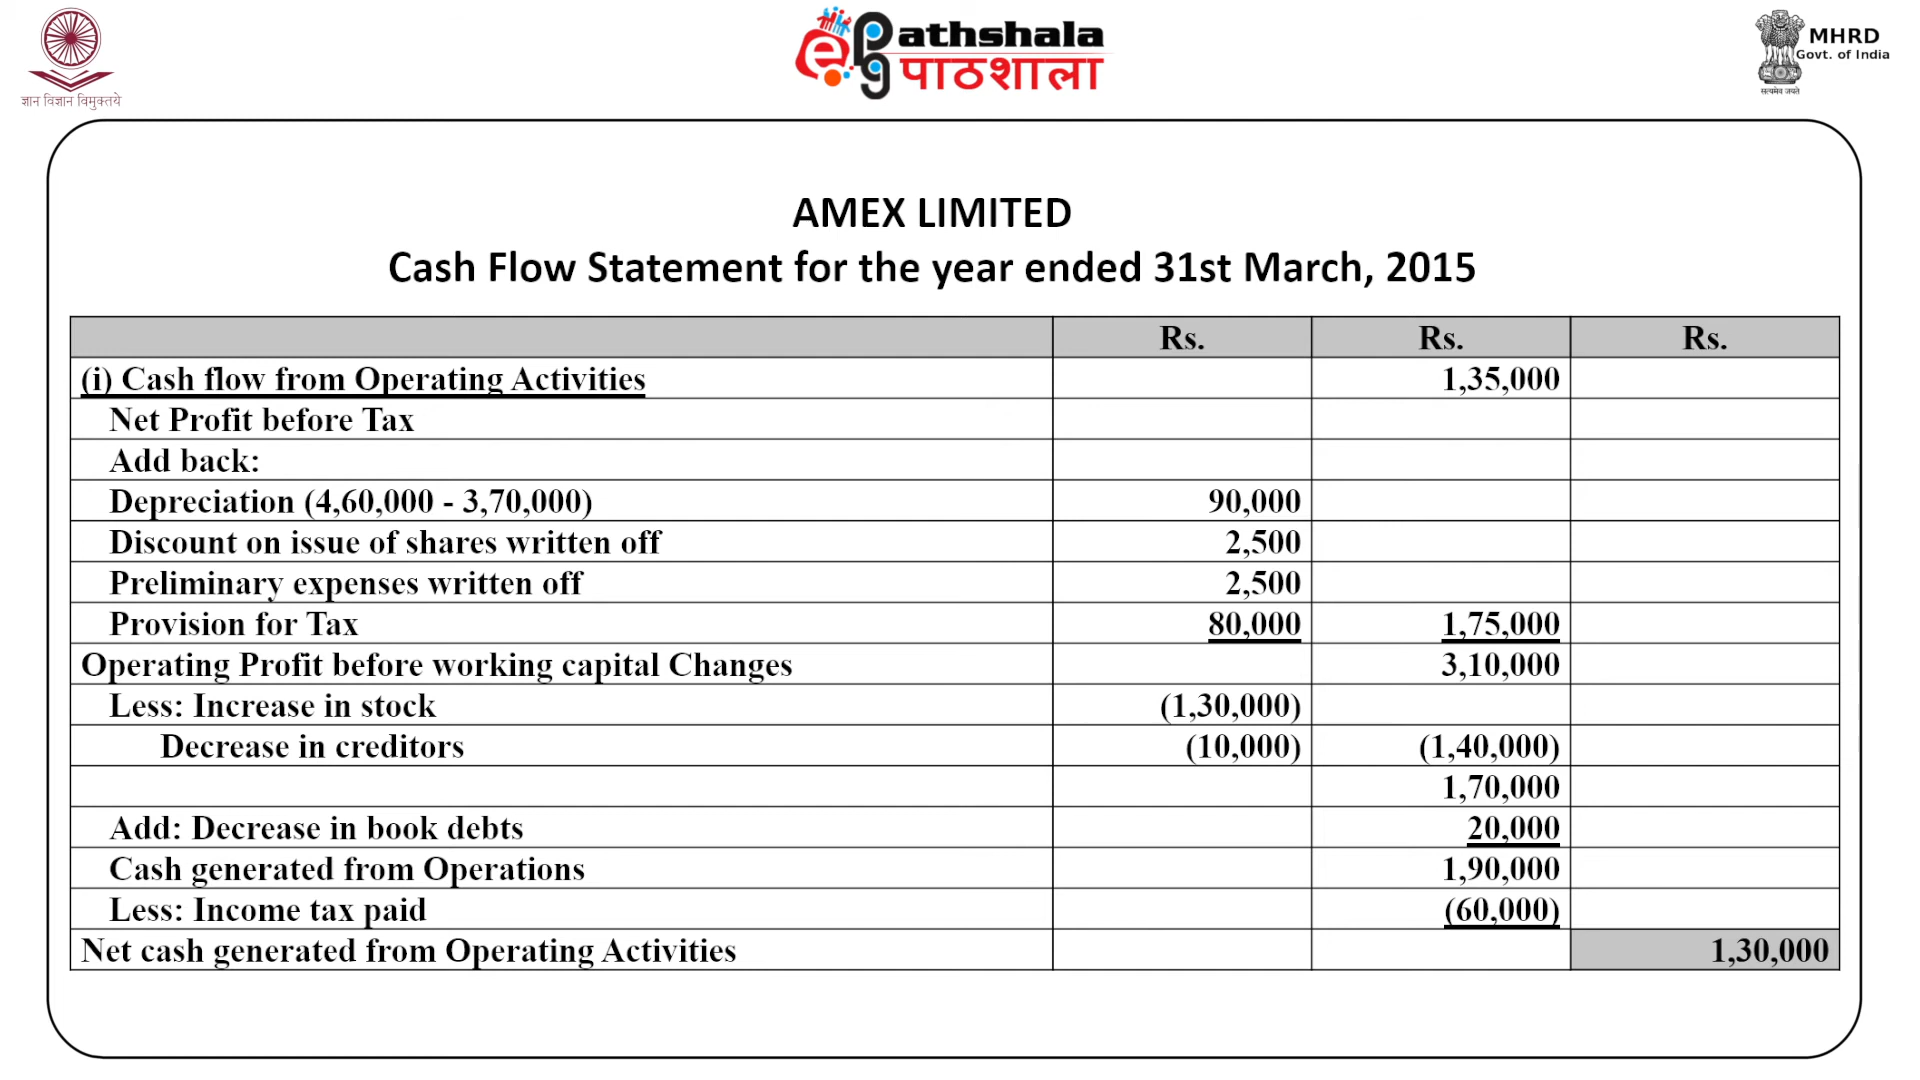 ज्ञान विज्ञान विमुक्तये
e PG athshala
पाठशाला
MHRD
Govt. of India
सत्यमेव जयते
AMEX LIMITED
Cash Flow Statement for the year ended 31st March, 2015
Rs. Rs. Rs.
(i) Cash flow from Operating Activities 1,35,000
Net Profit before Tax
Add back:
Depreciation (4,60,000 - 3,70,000) 90,000
Discount on issue of shares written off 2,500
Preliminary expenses written off 2,500
Provision for Tax 80,000 1,75,000
Operating Profit before working capital Changes 3,10,000
Less: Increase in stock (1,30,000)
Decrease in creditors (10,000) (1,40,000)
1,70,000
Add: Decrease in book debts 20,000
Cash generated from Operations 1,90,000
Less: Income tax paid (60,000)
Net cash generated from Operating Activities 1,30,000